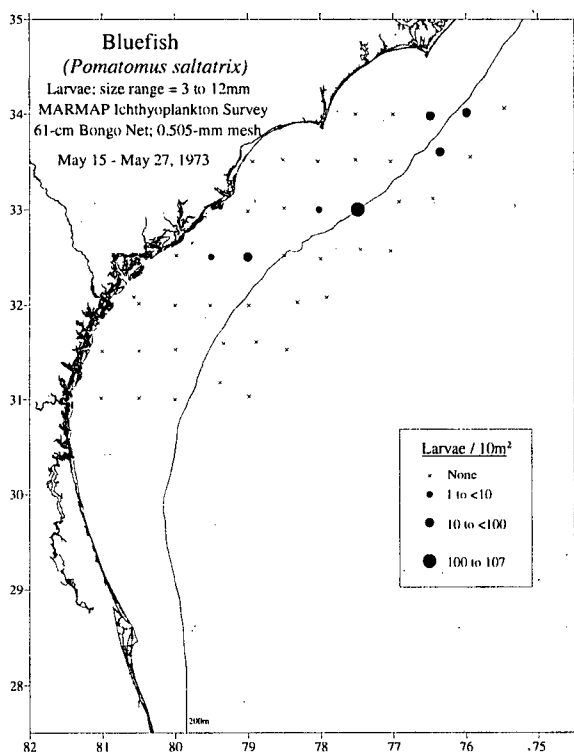 35
Bluefish
(Pomatomus saltatrix)
Larvae; size range = 3 to 12mm
MARMAP Ichthyoplankton Survey
61-cm Bongo Net; 0.505-mm mesh
May 15 - May 27, 1973
34
33
32
31
30
29
28
Larvae / 10m²
None
1 to <10
10 to <100
100 to 107
200m
82 81 80 79 78 77 76 75